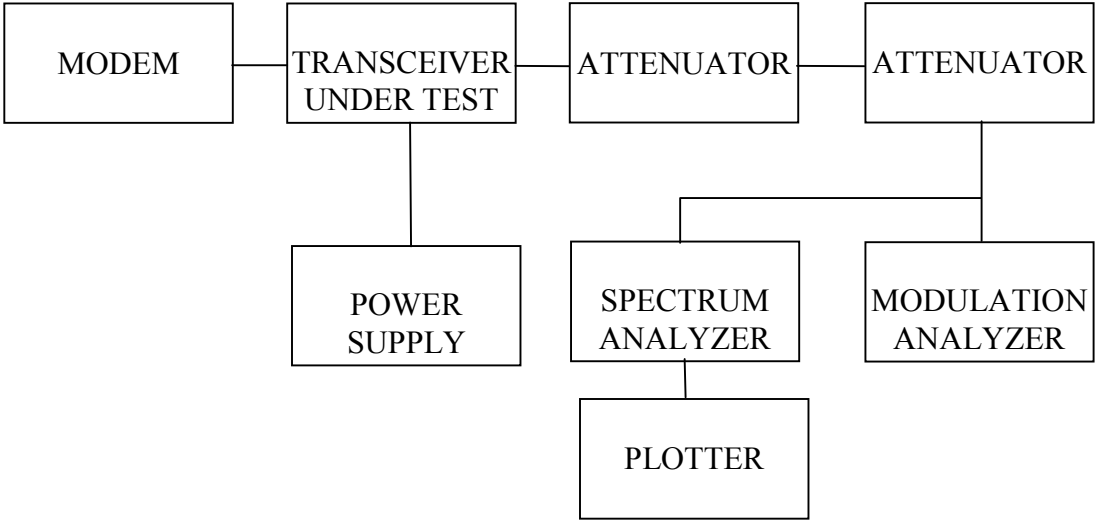 MODEM
TRANSCEIVER
UNDER TEST
ATTENUATOR
ATTENUATOR
POWER
SUPPLY
SPECTRUM
ANALYZER
MODULATION
ANALYZER
PLOTTER